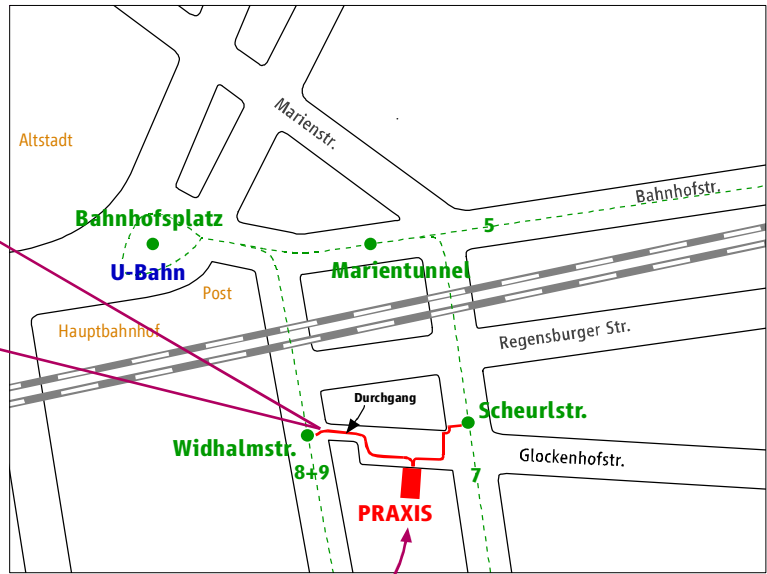 Marienstr.
Altstadt
Bahnhofstr.
Bahnhofsplatz
5
U-Bahn
Marientunnel
Post
Hauptbahnhof
Regensburger Str.
Durchgang
Scheurlstr.
Widhalmstr.
Glockenhofstr.
8+9
7
PRAXIS